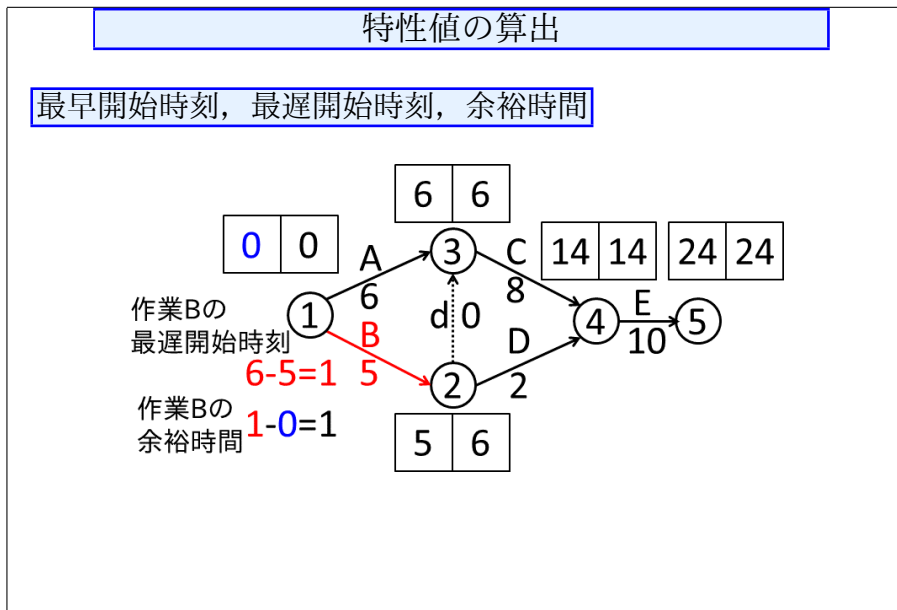 特性値の算出
最早開始時刻，最遅開始時刻，余裕時間
6 6
0 0
14 14
24 24
A
6
3
C
8
作業Bの
最遅開始時刻
1
B
5
6-5=1
d 0
D
2
4
E
10
5
2
作業Bの
余裕時間
1-0=1
5 6